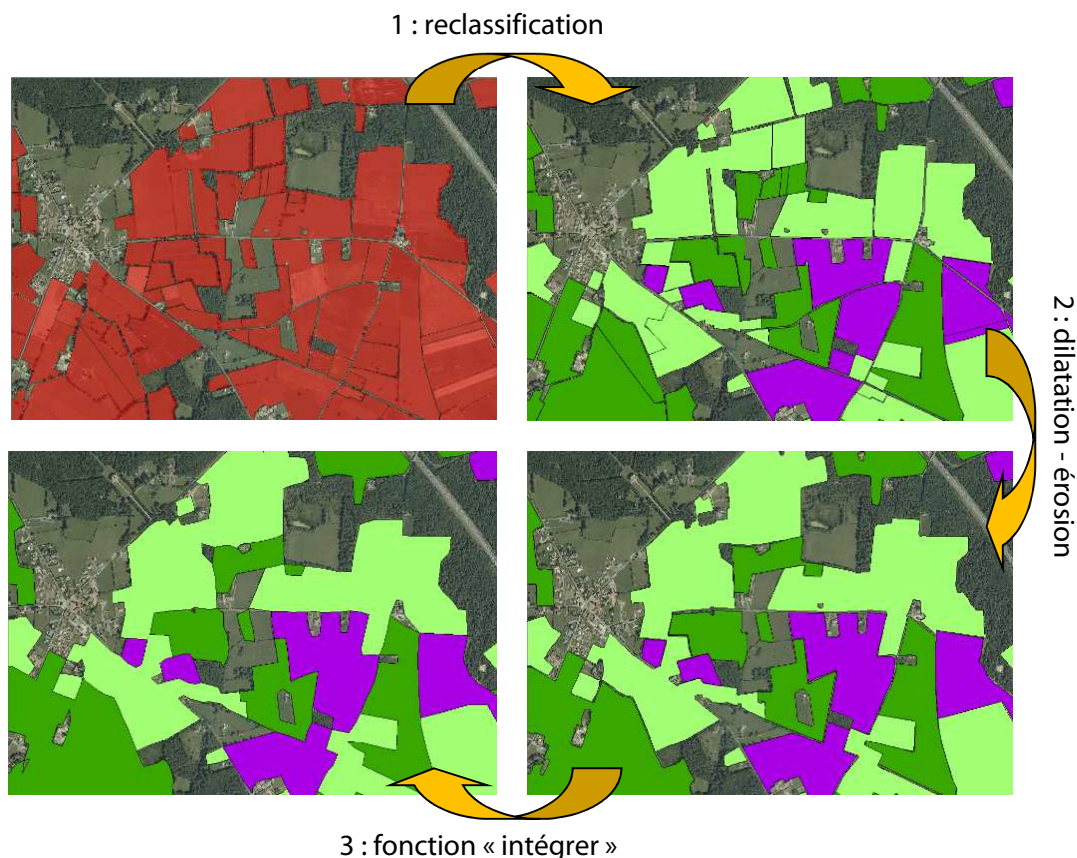 1 : reclassification
2 : dilatation - érosion
3 : fonction « intégrer »